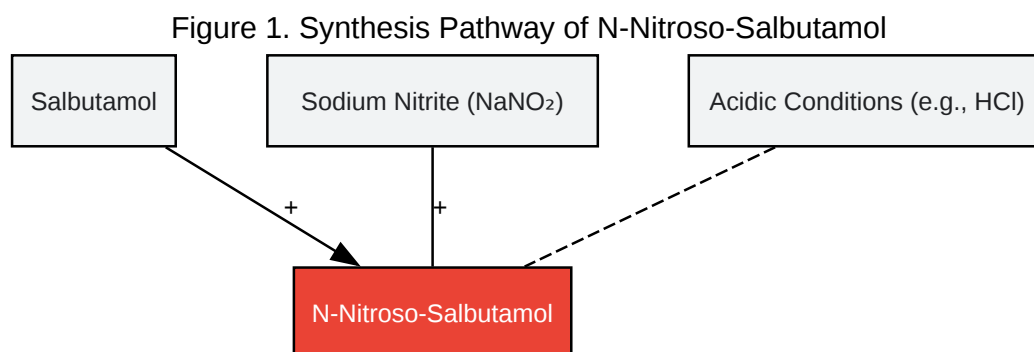 Figure 1. Synthesis Pathway of N-Nitroso-Salbutamol
Salbutamol
Sodium Nitrite (NaNO₂)
Acidic Conditions (e.g., HCl)
+
+
N-Nitroso-Salbutamol